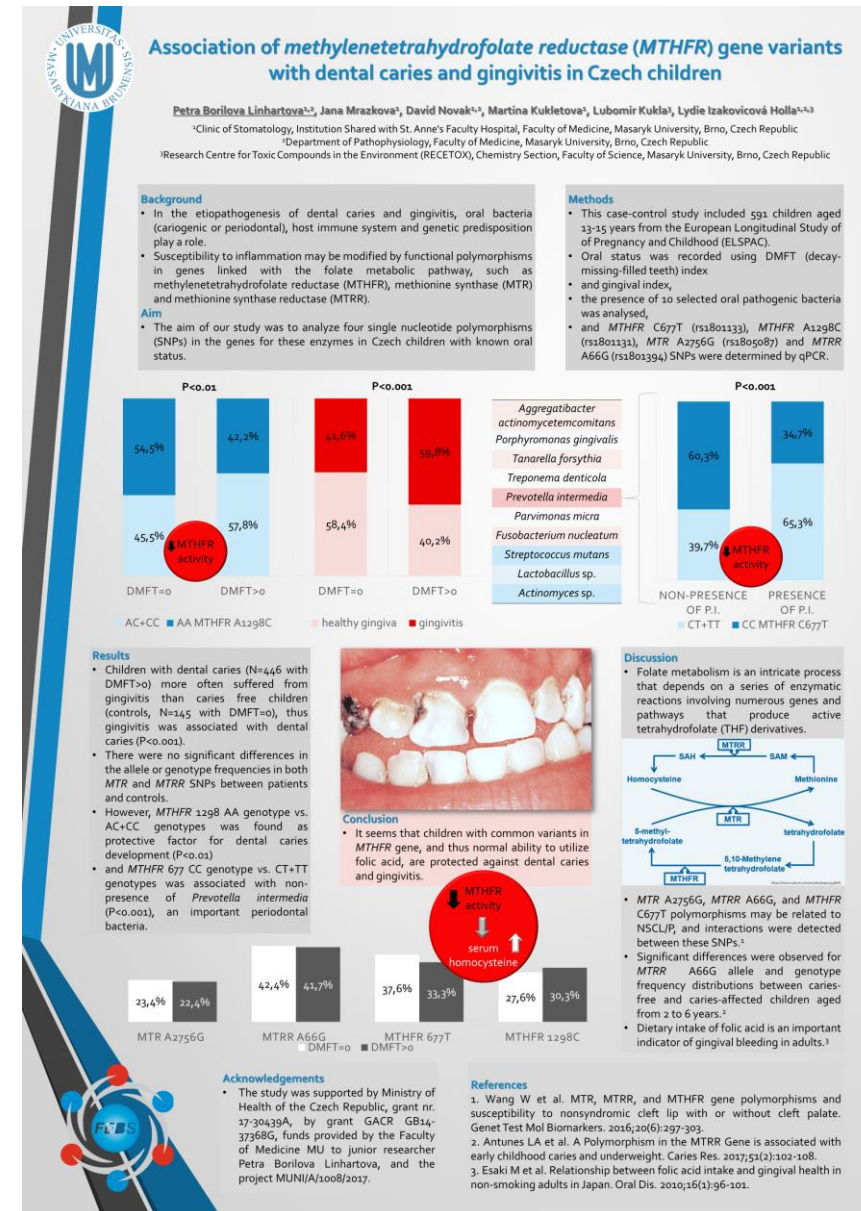 UNIVERSITAS
MASARYKIANA BRUNENSIS
Association of methylenetetrahydrofolate reductase (MTHFR) gene variants
with dental caries and gingivitis in Czech children
Petra Borilova Linhartova¹,², Jana Mrazkova¹, David Novak¹,², Martina Kukletova¹, Lubomir Kukla³, Lydie Izakovicová Holla¹,²,³
¹Clinic of Stomatology, Institution Shared with St. Anne's Faculty Hospital, Faculty of Medicine, Masaryk University, Brno, Czech Republic
²Department of Pathophysiology, Faculty of Medicine, Masaryk University, Brno, Czech Republic
³Research Centre for Toxic Compounds in the Environment (RECETOX), Chemistry Section, Faculty of Science, Masaryk University, Brno, Czech Republic
Background
• In the etiopathogenesis of dental caries and gingivitis, oral bacteria
(cariogenic or periodontal), host immune system and genetic predisposition
play a role.
• Susceptibility to inflammation may be modified by functional polymorphisms
in genes linked with the folate metabolic pathway, such as
methylenetetrahydrofolate reductase (MTHFR), methionine synthase (MTR)
and methionine synthase reductase (MTRR).
Aim
• The aim of our study was to analyze four single nucleotide polymorphisms
(SNPs) in the genes for these enzymes in Czech children with known oral
status.
Methods
• This case-control study included 591 children aged
13-15 years from the European Longitudinal Study of
of Pregnancy and Childhood (ELSPAC).
• Oral status was recorded using DMFT (decay-
missing-filled teeth) index
• and gingival index,
• the presence of 10 selected oral pathogenic bacteria
was analysed,
• and MTHFR C677T (rs1801133), MTHFR A1298C
(rs1801131), MTR A2756G (rs1805087) and MTRR
A66G (rs1801394) SNPs were determined by qPCR.
P<0.01
54,5%
42,2%
45,5%
57,8%
MTHFR
activity
DMFT=0
DMFT>0
AC+CC
AA MTHFR A1298C
P<0.001
41,6%
59,8%
58,4%
40,2%
DMFT=0
DMFT>0
healthy gingiva
gingivitis
Aggregatibacter
actinomycetemcomitans
Porphyromonas gingivalis
Tanarella forsythia
Treponema denticola
Prevotella intermedia
Parvimonas micra
Fusobacterium nucleatum
Streptococcus mutans
Lactobacillus sp.
Actinomyces sp.
P<0.001
60,3%
34,7%
39,7%
65,3%
MTHFR
activity
NON-PRESENCE
OF P.I.
PRESENCE
OF P.I.
CT+TT
CC MTHFR C677T
Results
• Children with dental caries (N=446 with
DMFT>0) more often suffered from
gingivitis than caries free children
(controls, N=145 with DMFT=0), thus
gingivitis was associated with dental
caries (P<0.001).
• There were no significant differences in
the allele or genotype frequencies in both
MTR and MTRR SNPs between patients
and controls.
• However, MTHFR 1298 AA genotype vs.
AC+CC genotypes was found as
protective factor for dental caries
development (P<0.01)
• and MTHFR 677 CC genotype vs. CT+TT
genotypes was associated with non-
presence of Prevotella intermedia
(P<0.001), an important periodontal
bacteria.
Conclusion
• It seems that children with common variants in
MTHFR gene, and thus normal ability to utilize
folic acid, are protected against dental caries
and gingivitis.
MTHFR
activity
serum
homocysteine
23,4%
22,4%
42,4%
41,7%
37,6%
33,3%
27,6%
30,3%
MTR A2756G
MTRR A66G
MTHFR 677T
MTHFR 1298C
DMFT=0
DMFT>0
Discussion
• Folate metabolism is an intricate process
that depends on a series of enzymatic
reactions involving numerous genes and
pathways that produce active
tetrahydrofolate (THF) derivatives.
MTRR
SAH
SAM
Homocysteine
Methionine
MTR
5-methyl-
tetrahydrofolate
tetrahydrofolate
5,10-Methylene
tetrahydrofolate
MTHFR
• MTR A2756G, MTRR A66G, and MTHFR
C677T polymorphisms may be related to
NSCL/P, and interactions were detected
between these SNPs.¹
• Significant differences were observed for
MTRR A66G allele and genotype
frequency distributions between caries-
free and caries-affected children aged
from 2 to 6 years.²
• Dietary intake of folic acid is an important
indicator of gingival bleeding in adults.³
FEBS
Acknowledgements
• The study was supported by Ministry of
Health of the Czech Republic, grant nr.
17-30439A, by grant GACR GB14-
37368G, funds provided by the Faculty
of Medicine MU to junior researcher
Petra Borilova Linhartova, and the
project MUNI/A/1008/2017.
References
1. Wang W et al. MTR, MTRR, and MTHFR gene polymorphisms and
susceptibility to nonsyndromic cleft lip with or without cleft palate.
Genet Test Mol Biomarkers. 2016;20(6):297-303.
2. Antunes LA et al. A Polymorphism in the MTRR Gene is associated with
early childhood caries and underweight. Caries Res. 2017;51(2):102-108.
3. Esaki M et al. Relationship between folic acid intake and gingival health in
non-smoking adults in Japan. Oral Dis. 2010;16(1):96-101.